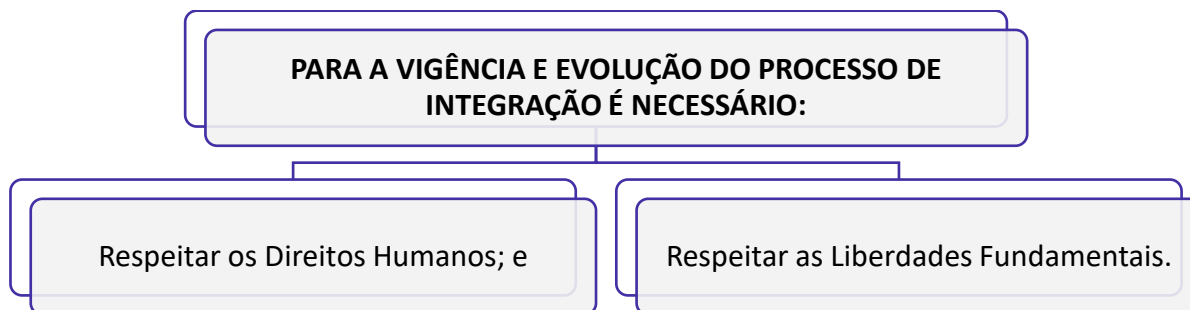 PARA A VIGÊNCIA E EVOLUÇÃO DO PROCESSO DE
INTEGRAÇÃO É NECESSÁRIO:
Respeitar os Direitos Humanos; e
Respeitar as Liberdades Fundamentais.